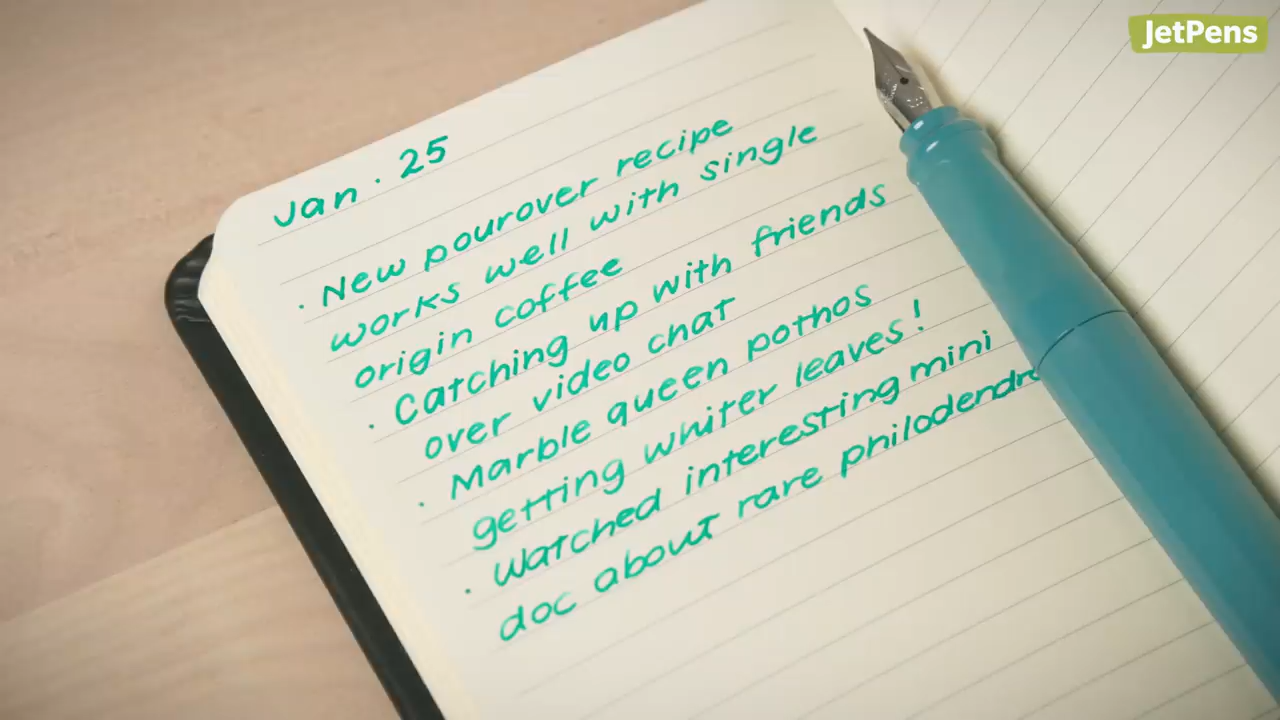 JetPens
Jan. 25
· New pourover recipe
works well with single
origin coffee
· Catching up with friends
over video chat
· Marble queen pothos
getting whiter leaves!
· Watched interesting mini
doc about rare philodendro